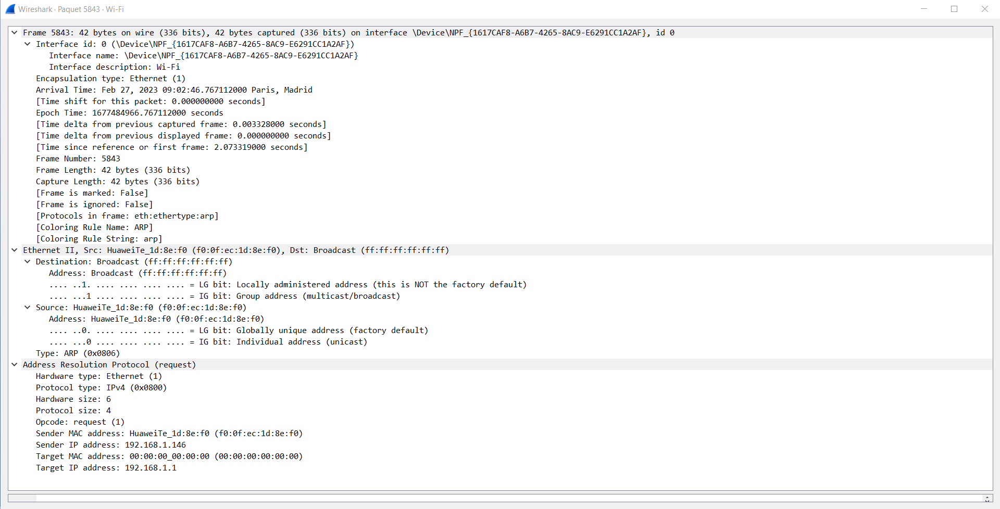 Wireshark · Paquet 5843 · Wi-Fi
Frame 5843: 42 bytes on wire (336 bits), 42 bytes captured (336 bits) on interface \Device\NPF_{1617CAF8-A6B7-4265-8AC9-E6291CC1A2AF}, id 0
Interface id: 0 (\Device\NPF_{1617CAF8-A6B7-4265-8AC9-E6291CC1A2AF})
Interface name: \Device\NPF_{1617CAF8-A6B7-4265-8AC9-E6291CC1A2AF}
Interface description: Wi-Fi
Encapsulation type: Ethernet (1)
Arrival Time: Feb 27, 2023 09:02:46.767112000 Paris, Madrid
[Time shift for this packet: 0.000000000 seconds]
Epoch Time: 1677484966.767112000 seconds
[Time delta from previous captured frame: 0.003328000 seconds]
[Time delta from previous displayed frame: 0.000000000 seconds]
[Time since reference or first frame: 2.073319000 seconds]
Frame Number: 5843
Frame Length: 42 bytes (336 bits)
Capture Length: 42 bytes (336 bits)
[Frame is marked: False]
[Frame is ignored: False]
[Protocols in frame: eth:ethertype:arp]
[Coloring Rule Name: ARP]
[Coloring Rule String: arp]
Ethernet II, Src: HuaweiTe_1d:8e:f0 (f0:0f:ec:1d:8e:f0), Dst: Broadcast (ff:ff:ff:ff:ff:ff)
Destination: Broadcast (ff:ff:ff:ff:ff:ff)
Address: Broadcast (ff:ff:ff:ff:ff:ff)
.... ..1. .... .... .... .... = LG bit: Locally administered address (this is NOT the factory default)
.... ...1 .... .... .... .... = IG bit: Group address (multicast/broadcast)
Source: HuaweiTe_1d:8e:f0 (f0:0f:ec:1d:8e:f0)
Address: HuaweiTe_1d:8e:f0 (f0:0f:ec:1d:8e:f0)
.... ..0. .... .... .... .... = LG bit: Globally unique address (factory default)
.... ...0 .... .... .... .... = IG bit: Individual address (unicast)
Type: ARP (0x0806)
Address Resolution Protocol (request)
Hardware type: Ethernet (1)
Protocol type: IPv4 (0x0800)
Hardware size: 6
Protocol size: 4
Opcode: request (1)
Sender MAC address: HuaweiTe_1d:8e:f0 (f0:0f:ec:1d:8e:f0)
Sender IP address: 192.168.1.146
Target MAC address: 00:00:00_00:00:00 (00:00:00:00:00:00)
Target IP address: 192.168.1.1